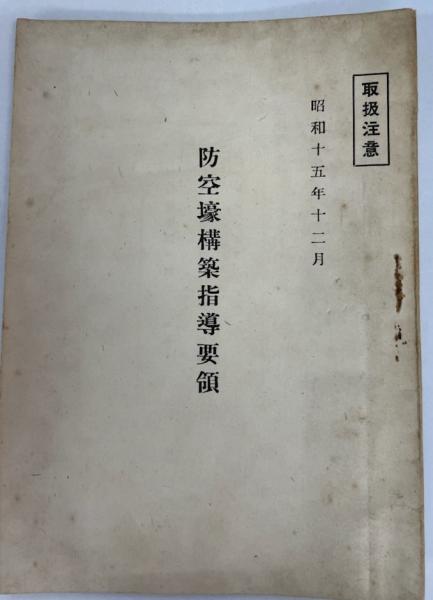 取扱注意
昭和十五年十二月
防空壕構築指導要領